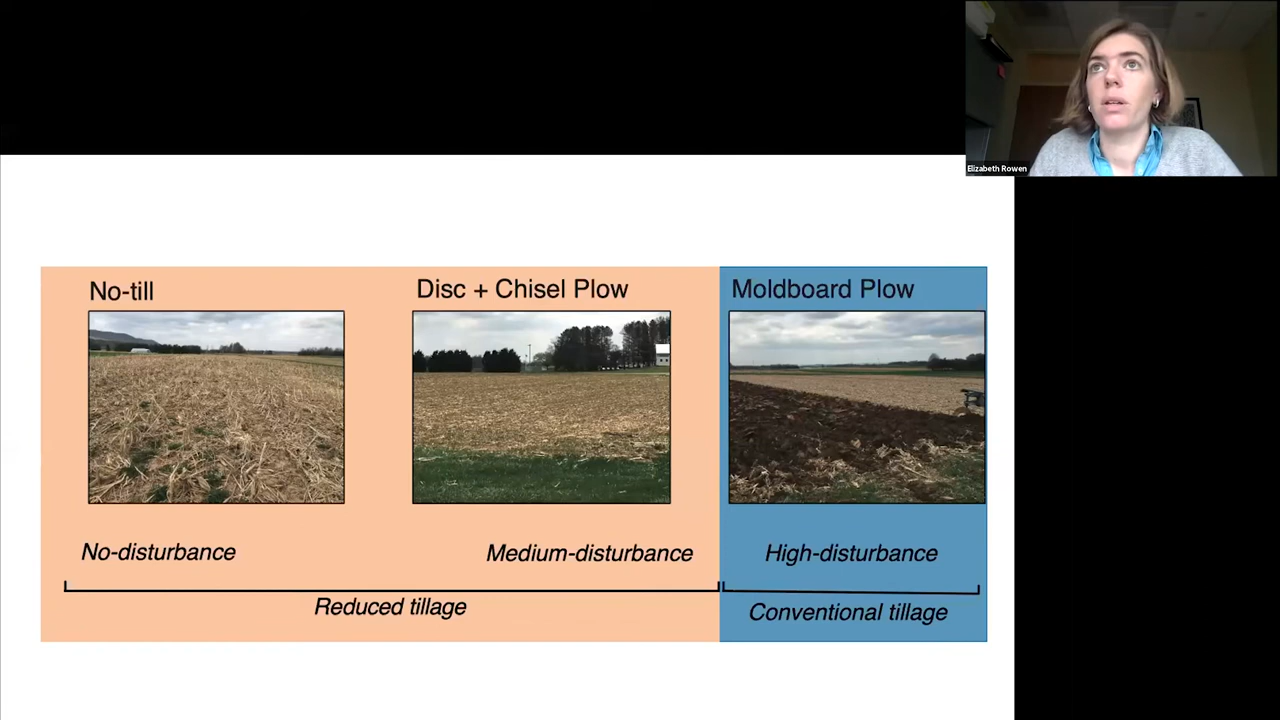 Elizabeth Rowen
No-till
Disc + Chisel Plow
Moldboard Plow
No-disturbance
Medium-disturbance
High-disturbance
Reduced tillage
Conventional tillage